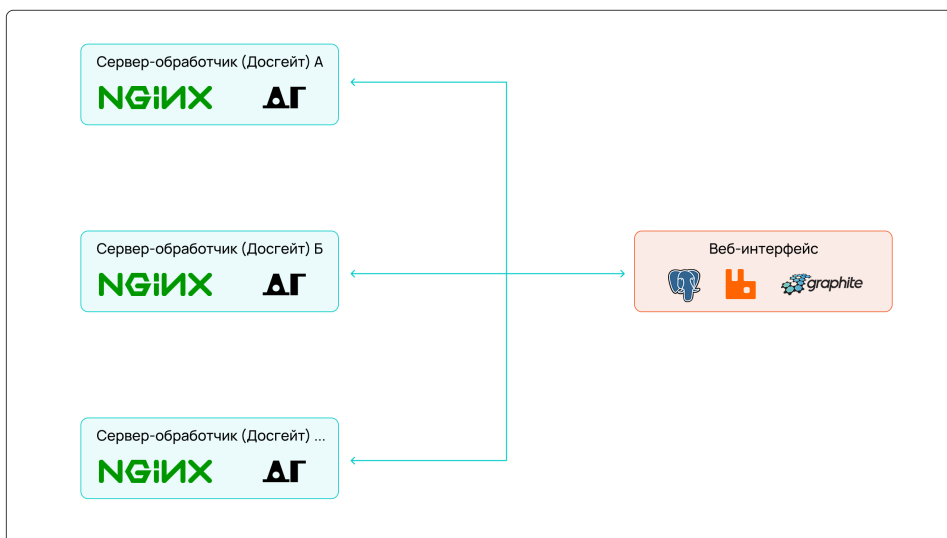 Сервер-обработчик (Досгейт) А
NGINX ДГ
Сервер-обработчик (Досгейт) Б
NGINX ДГ
Веб-интерфейс
graphite
Сервер-обработчик (Досгейт) ...
NGINX ДГ